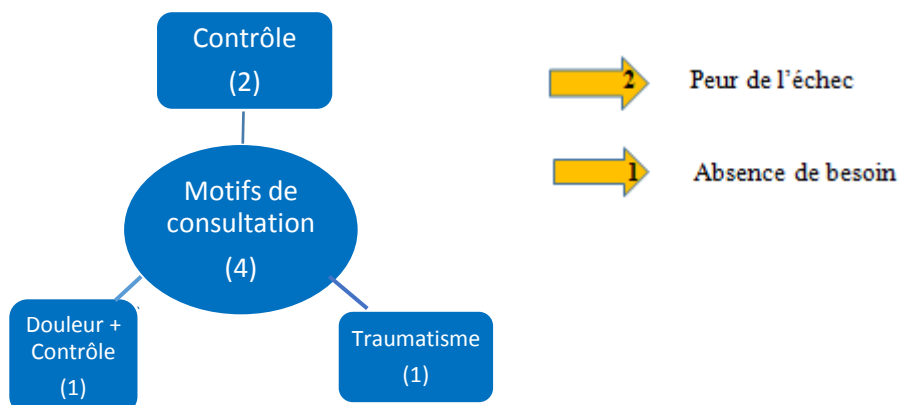 Contrôle
(2)
2 Peur de l'échec
1 Absence de besoin
Motifs de
consultation
(4)
Douleur +
Contrôle
(1)
Traumatisme
(1)